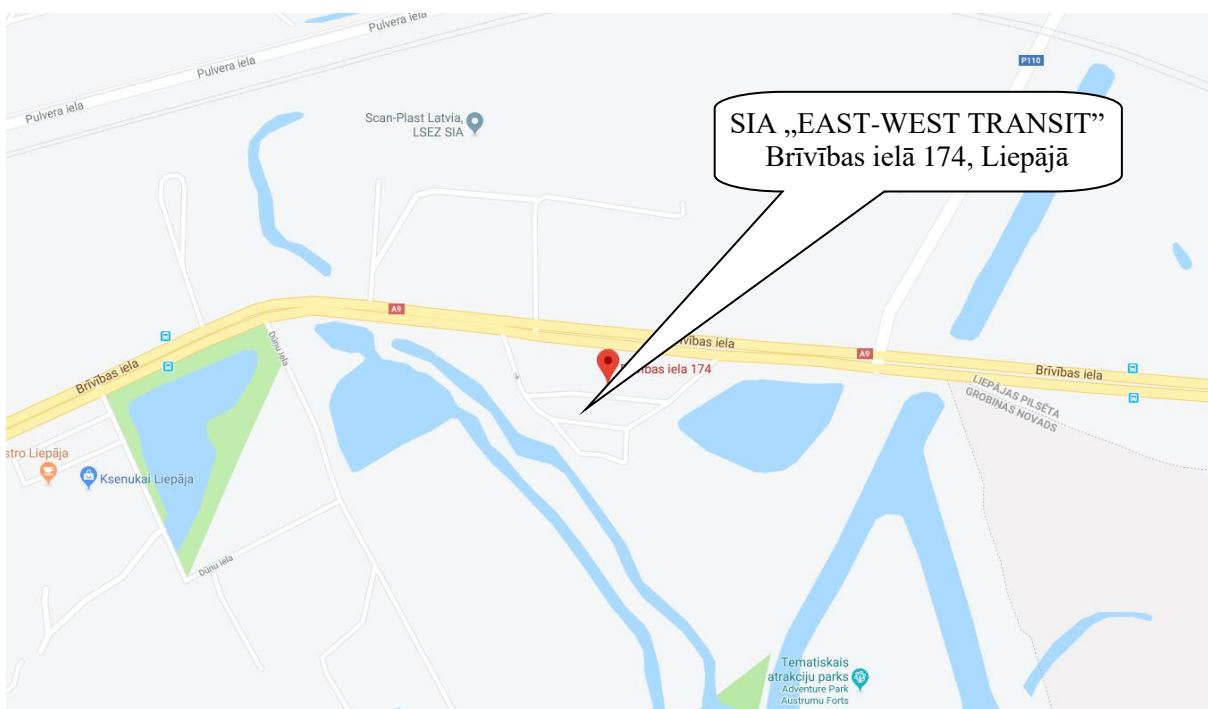 Pulvera iela
Pulvera iela
Pulvera iela
P110
Scan-Plast Latvia,
LSEZ SIA
SIA „EAST-WEST TRANSIT”
Brīvības ielā 174, Liepājā
A9
Dūņu iela
Brīvības iela
A9
Brīvības iela
Brīvības iela
iela 174
LIEPĀJAS PILSĒTA
GROBIŅAS NOVADS
stro Liepāja
Ksenukai Liepāja
Dūņu iela
Tematiskais
atrakciju parks
Adventure Park
Austrumu Forts